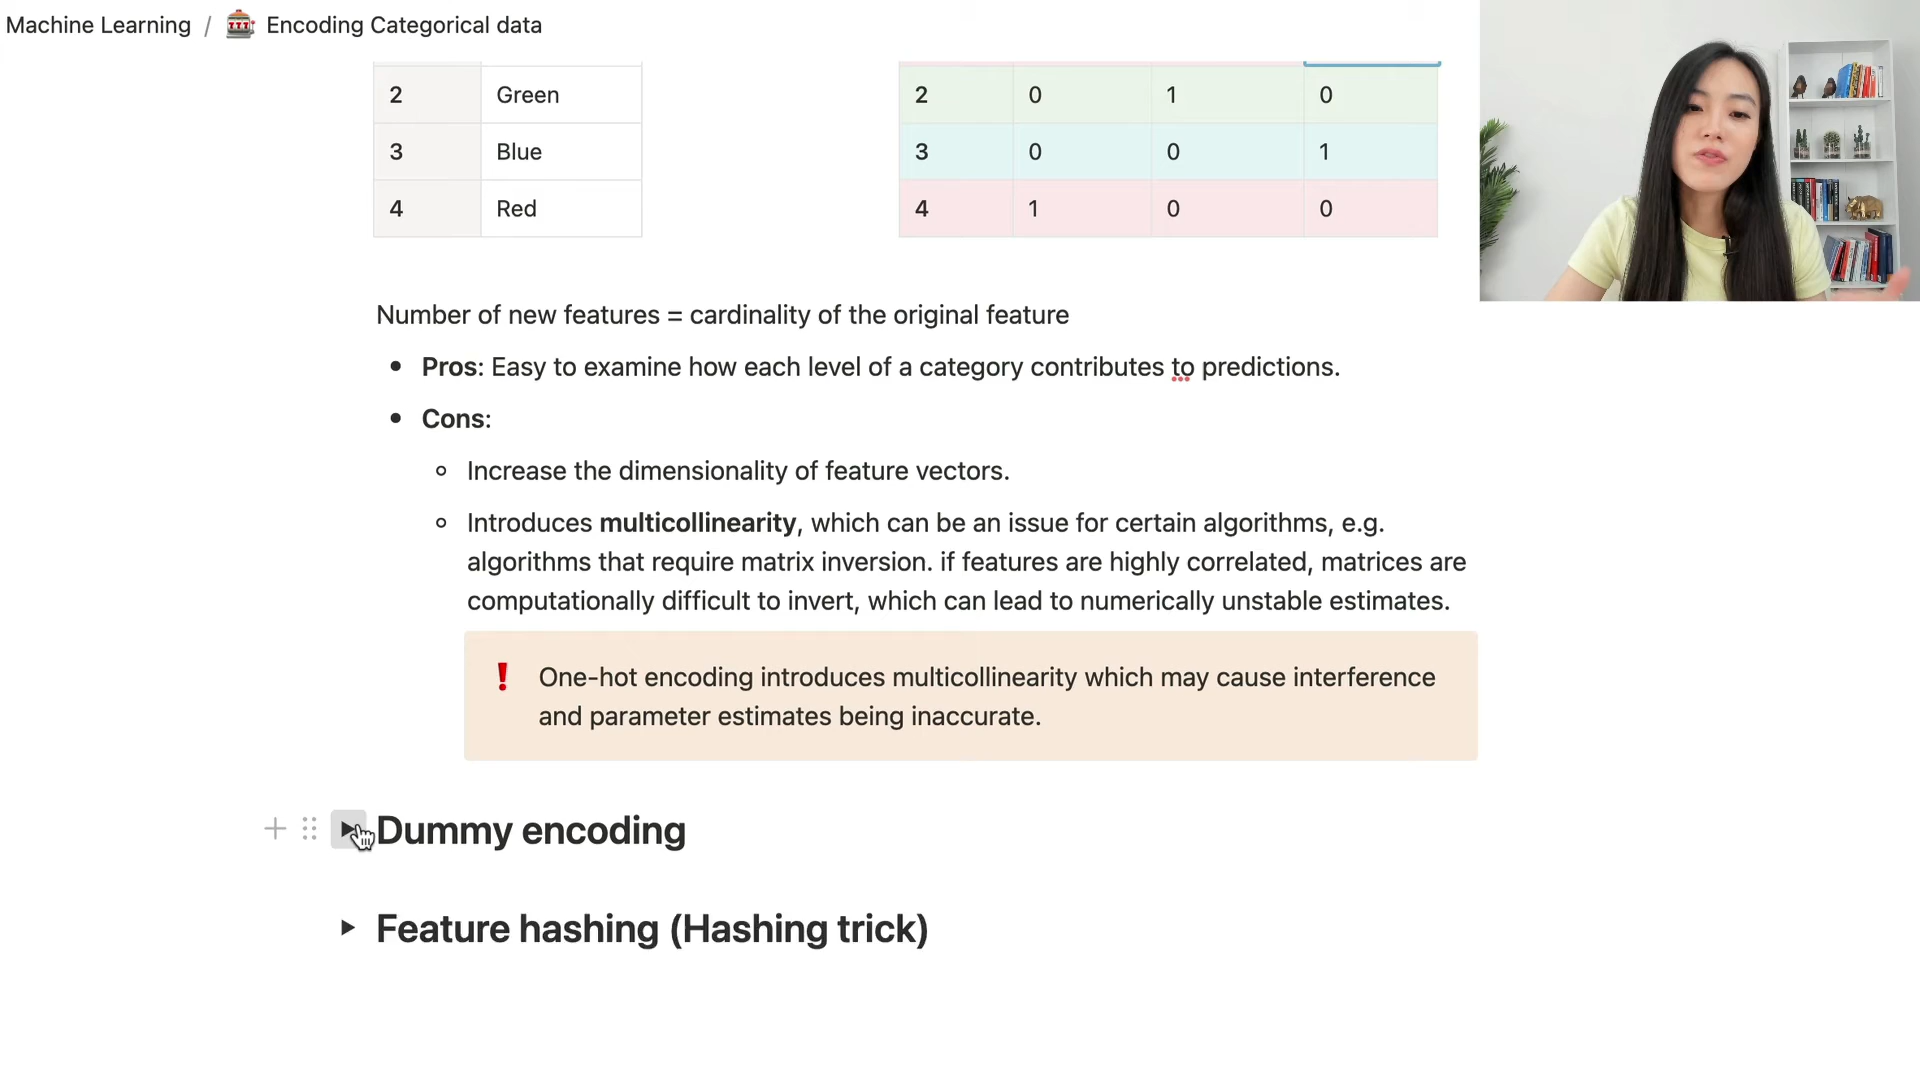 Machine Learning / Encoding Categorical data
2 Green
3 Blue
4 Red
2 0 1 0
3 0 0 1
4 1 0 0
Number of new features = cardinality of the original feature
Pros: Easy to examine how each level of a category contributes to predictions.
Cons:
Increase the dimensionality of feature vectors.
Introduces multicollinearity, which can be an issue for certain algorithms, e.g.
algorithms that require matrix inversion. if features are highly correlated, matrices are
computationally difficult to invert, which can lead to numerically unstable estimates.
One-hot encoding introduces multicollinearity which may cause interference
and parameter estimates being inaccurate.
Dummy encoding
Feature hashing (Hashing trick)